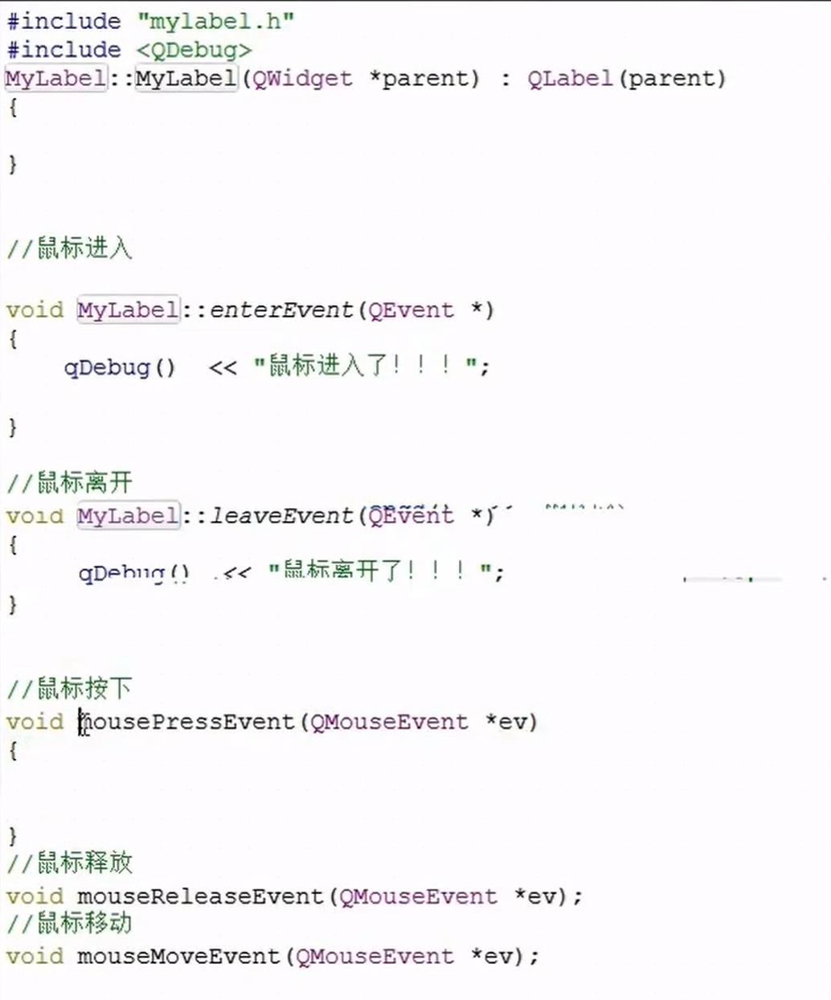 #include "mylabel.h"
#include <QDebug>
MyLabel::MyLabel(QWidget *parent) : QLabel(parent)
{
}
//鼠标进入
void MyLabel::enterEvent(QEvent *)
{
qDebug() << "鼠标进入了!!!";
}
//鼠标离开
void MyLabel::leaveEvent(QEvent *)
{
qDebug() << "鼠标离开了!!!";
}
//鼠标按下
void mousePressEvent(QMouseEvent *ev)
{
}
//鼠标释放
void mouseReleaseEvent(QMouseEvent *ev);
//鼠标移动
void mouseMoveEvent(QMouseEvent *ev);